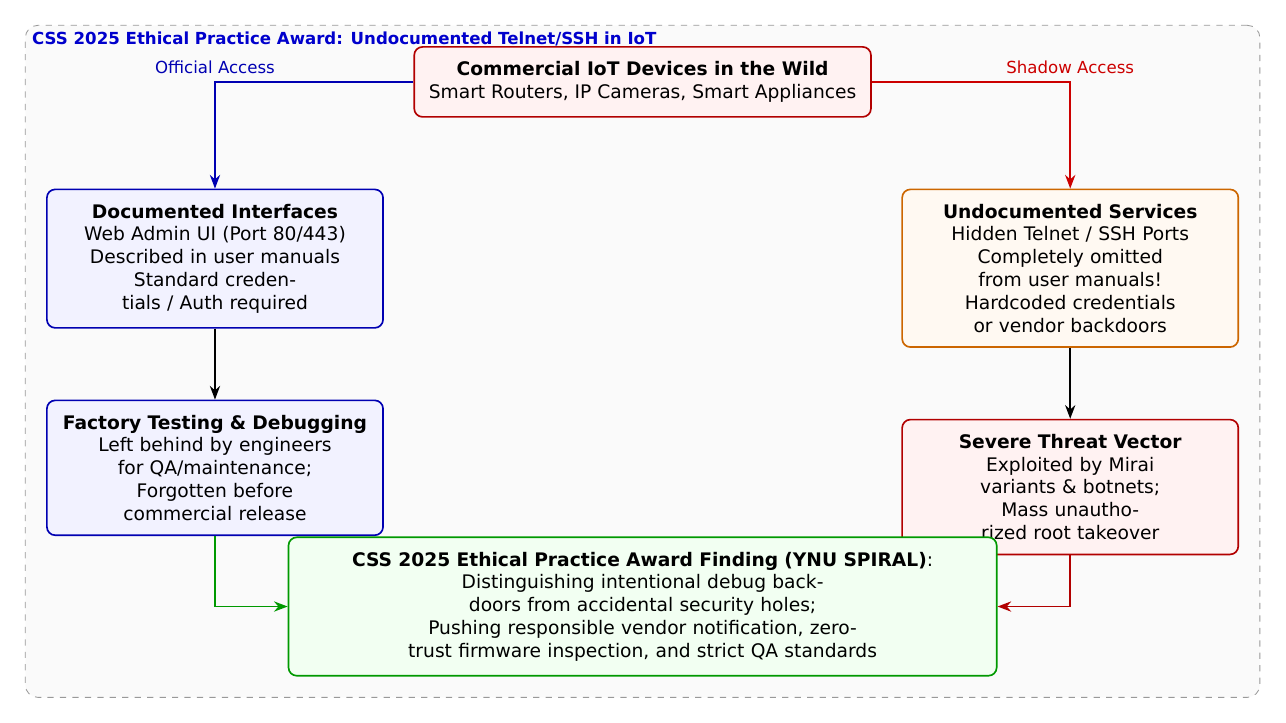 CSS 2025 Ethical Practice Award: Undocumented Telnet/SSH in IoT
Official Access
Commercial IoT Devices in the Wild
Smart Routers, IP Cameras, Smart Appliances
Shadow Access
Documented Interfaces
Web Admin UI (Port 80/443)
Described in user manuals
Standard creden-
tials / Auth required
Undocumented Services
Hidden Telnet / SSH Ports
Completely omitted
from user manuals!
Hardcoded credentials
or vendor backdoors
Factory Testing & Debugging
Left behind by engineers
for QA/maintenance;
Forgotten before
commercial release
Severe Threat Vector
Exploited by Mirai
variants & botnets;
Mass unautho-
rized root takeover
CSS 2025 Ethical Practice Award Finding (YNU SPIRAL):
Distinguishing intentional debug back-
doors from accidental security holes;
Pushing responsible vendor notification, zero-
trust firmware inspection, and strict QA standards